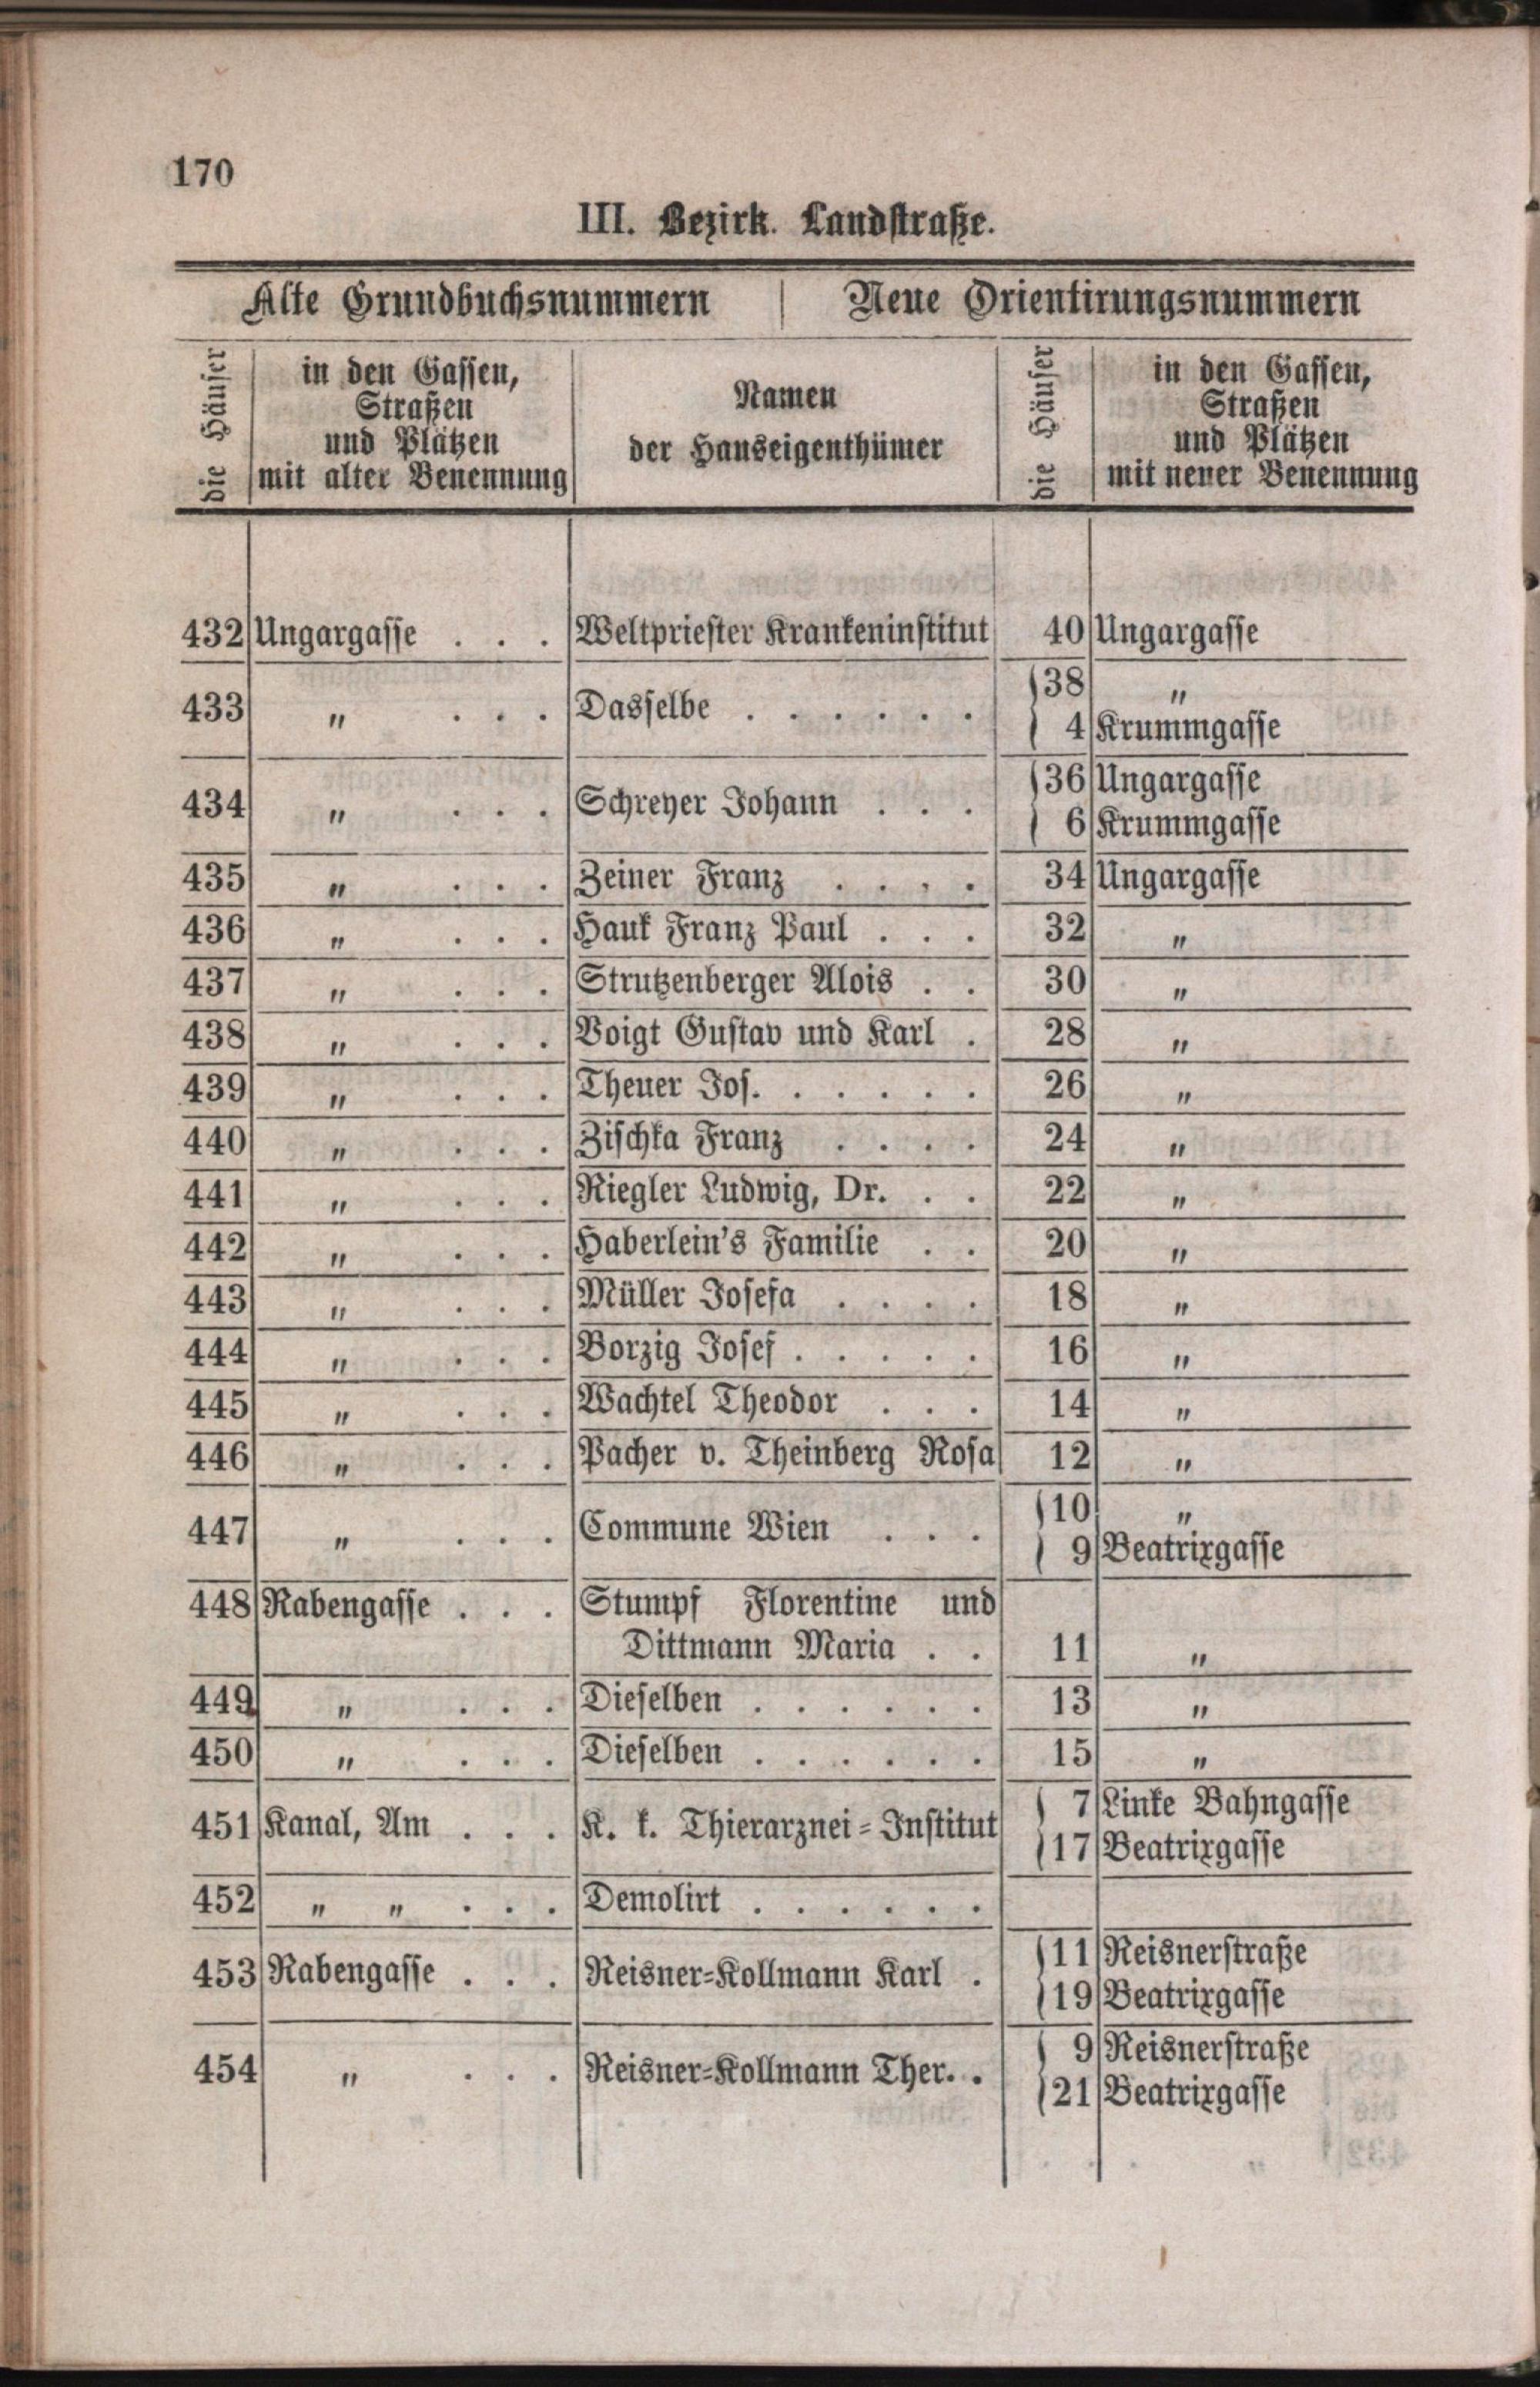 170
III. Bezirk. Landstraße.
Alte Grundbuchsnummern | Neue Orientirungsnummern
die Häuser
in den Gassen,
Straßen
und Plätzen
mit alter Benennung
Namen
der Hauseigenthümer
die Häuser
in den Gassen,
Straßen
und Plätzen
mit neuer Benennung
432 Ungargasse . . . Weltpriester Krankeninstitut 40 Ungargasse
433 " . . . Dasselbe . . . . . . 38 "
4 Krummgasse
434 " . . . Schreyer Johann . . . 36 Ungargasse
6 Krummgasse
435 " . . . Zeiner Franz . . . . 34 Ungargasse
436 " . . . Hauk Franz Paul . . . 32 "
437 " . . . Strutzenberger Alois . . 30 "
438 " . . . Voigt Gustav und Karl . 28 "
439 " . . . Theuer Jos. . . . . . 26 "
440 " . . . Zischka Franz . . . . 24 "
441 " . . . Riegler Ludwig, Dr. . . 22 "
442 " . . . Haberlein's Familie . . 20 "
443 " . . . Müller Josefa . . . . 18 "
444 " . . . Borzig Josef . . . . . 16 "
445 " . . . Wachtel Theodor . . . 14 "
446 " . . . Pacher v. Theinberg Rosa 12 "
447 " . . . Commune Wien . . . 10 "
9 Beatrixgasse
448 Rabengasse . . . Stumpf Florentine und
Dittmann Maria . . 11 "
449 " . . . Dieselben . . . . . . 13 "
450 " . . . Dieselben . . . . . . 15 "
451 Kanal, Am . . . K. k. Thierarznei-Institut 7 Linke Bahngasse
17 Beatrixgasse
452 " " . . . Demolirt . . . . . .
453 Rabengasse . . . Reisner-Kollmann Karl . 11 Reisnerstraße
19 Beatrixgasse
454 " . . . Reisner-Kollmann Ther. . 9 Reisnerstraße
21 Beatrixgasse